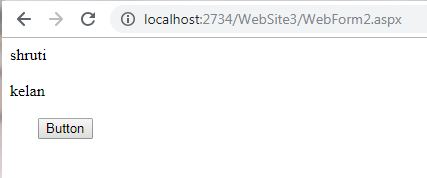 localhost:2734/WebSite3/WebForm2.aspx
shruti
kelan
Button